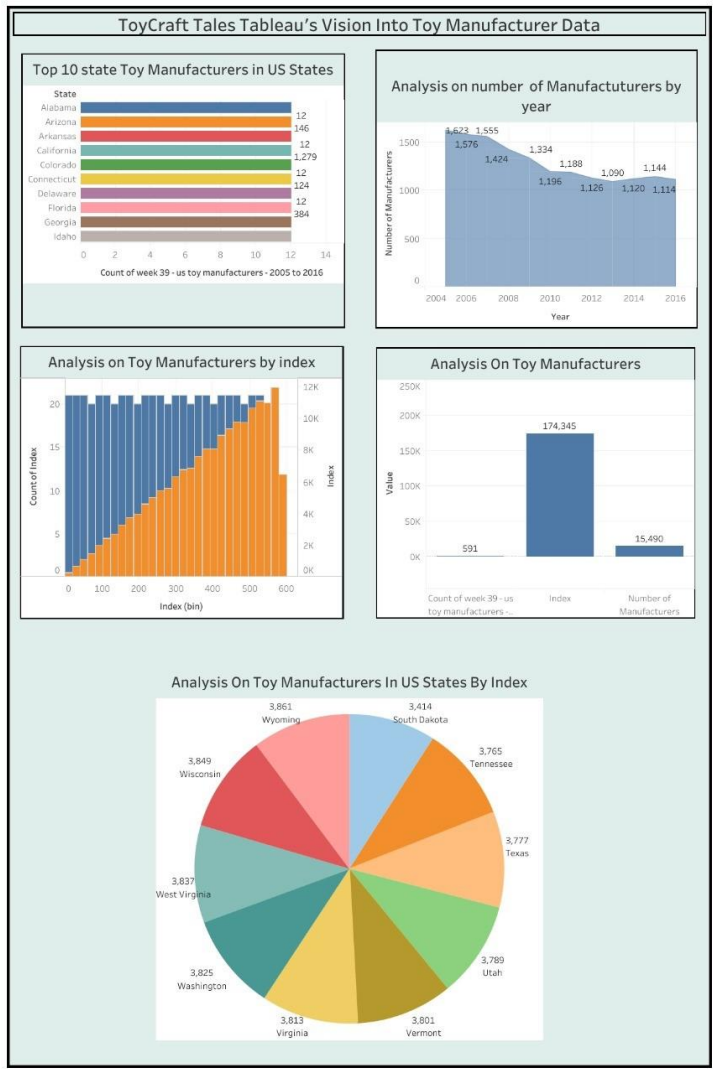 ToyCraft Tales Tableau's Vision Into Toy Manufacturer Data
Top 10 state Toy Manufacturers in US States
State
Alabama
Arizona
Arkansas
California
Colorado
Connecticut
Delaware
Florida
Georgia
Idaho
12
146
12
1,279
12
124
12
384
0 2 4 6 8 10 12 14
Count of week 39 - us toy manufacturers - 2005 to 2016
Analysis on number of Manufactuturers by
year
Number of Manufacturers
1500
1000
500
0
1,623 1,555
1,576
1,424
1,334
1,196
1,188
1,126
1,090
1,120
1,144
1,114
2004 2006 2008 2010 2012 2014 2016
Year
Analysis on Toy Manufacturers by index
Count of Index
20
15
10
5
0
12K
10K
8K
6K
4K
2K
0K
Index
0 100 200 300 400 500 600
Index (bin)
Analysis On Toy Manufacturers
Value
250K
200K
150K
100K
50K
0K
591
174,345
15,490
Count of week 39 - us
toy manufacturers -..
Index
Number of
Manufacturers
Analysis On Toy Manufacturers In US States By Index
3,861
Wyoming
3,414
South Dakota
3,849
Wisconsin
3,765
Tennessee
3,777
Texas
3,837
West Virginia
3,789
Utah
3,825
Washington
3,813
Virginia
3,801
Vermont